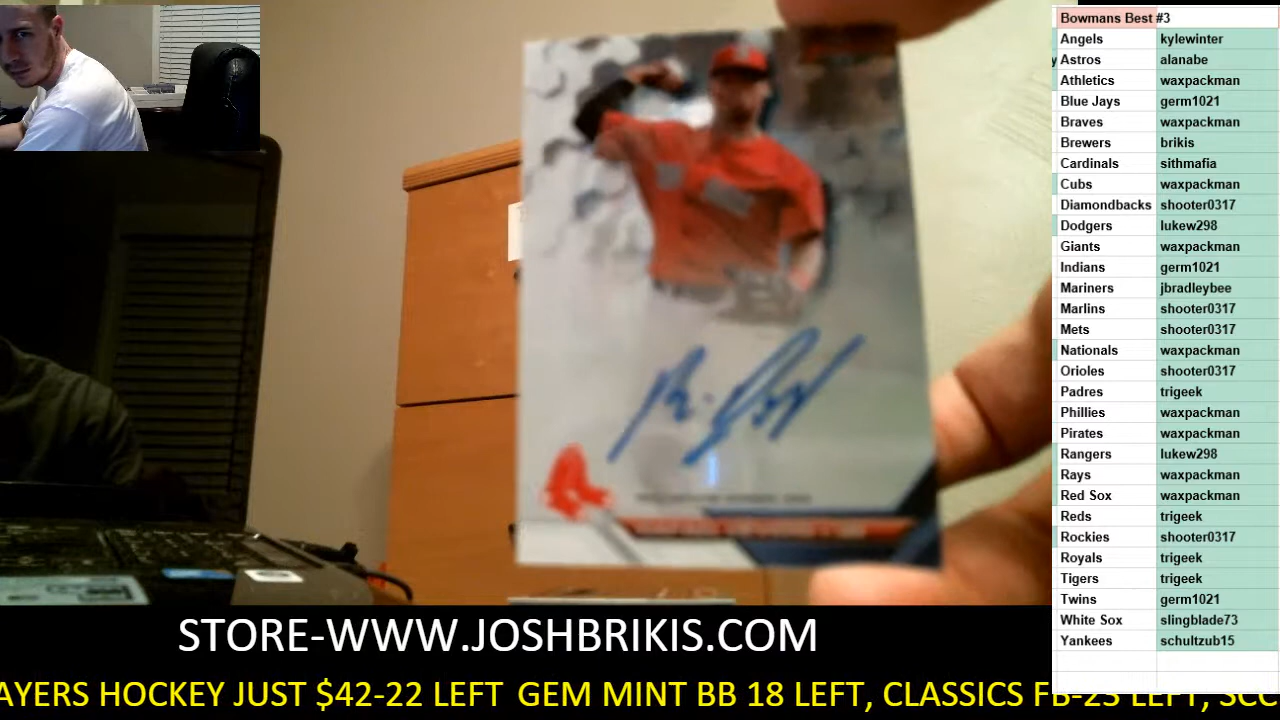 Bowmans Best #3
Angels kylewinter
Astros alanabe
Athletics waxpackman
Blue Jays germ1021
Braves waxpackman
Brewers brikis
Cardinals sithmafia
Cubs waxpackman
Diamondbacks shooter0317
Dodgers lukew298
Giants waxpackman
Indians germ1021
Mariners jbradleybee
Marlins shooter0317
Mets shooter0317
Nationals waxpackman
Orioles shooter0317
Padres trigeek
Phillies waxpackman
Pirates waxpackman
Rangers lukew298
Rays waxpackman
Red Sox waxpackman
Reds trigeek
Rockies shooter0317
Royals trigeek
Tigers trigeek
Twins germ1021
White Sox slingblade73
Yankees schultzub15
STORE-WWW.JOSHBRIKIS.COM
AYERS HOCKEY JUST $42-22 LEFT GEM MINT BB 18 LEFT, CLASSICS